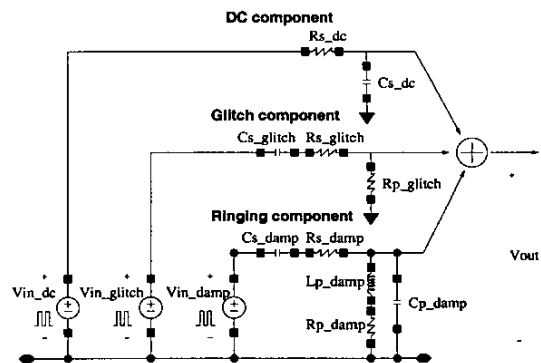 DC component
Rs_dc
Cs_dc
Glitch component
Cs_glitch Rs_glitch
Rp_glitch
Ringing component
Cs_damp Rs_damp
Vout
Vin_dc Vin_glitch Vin_damp
Lp_damp
Cp_damp
Rp_damp